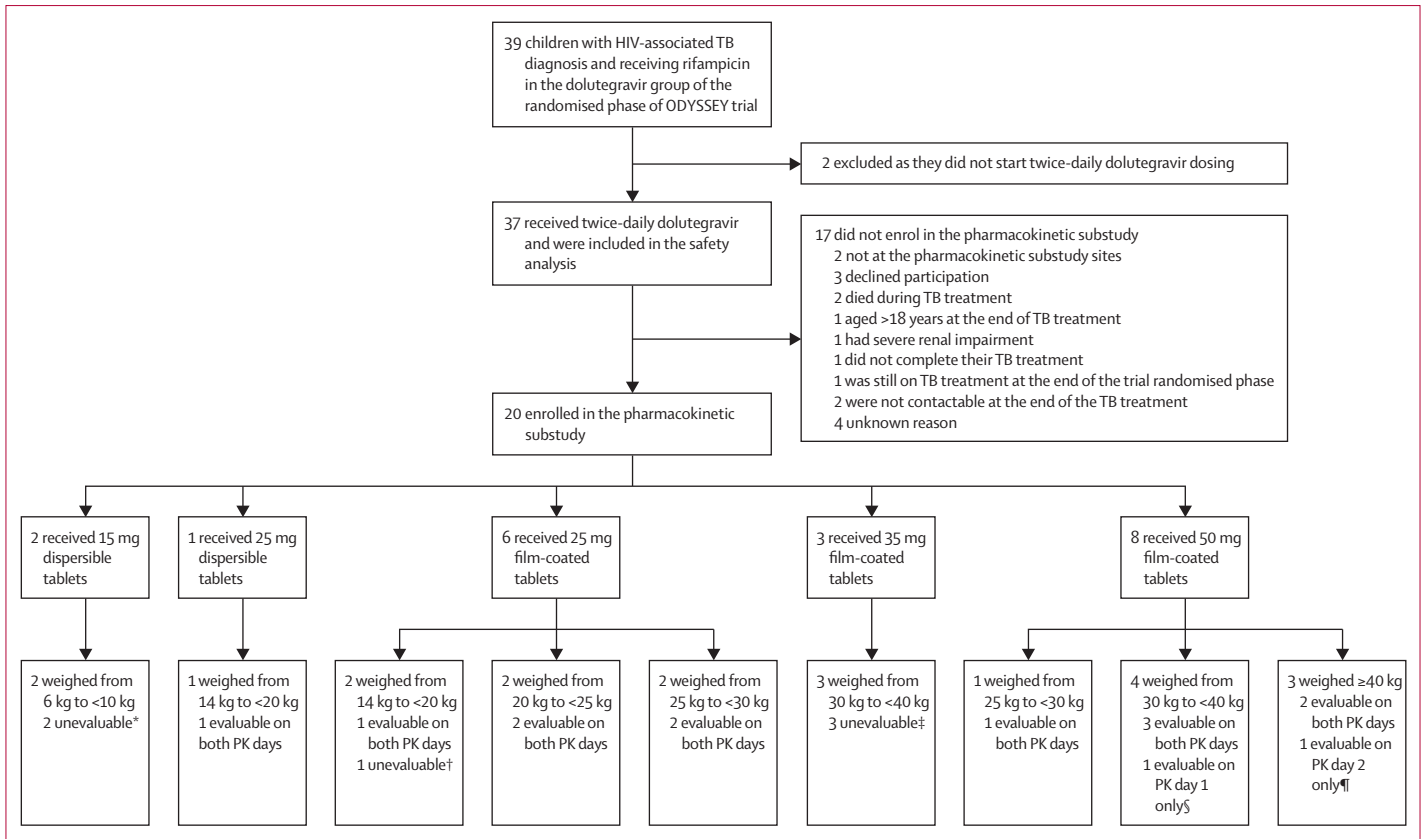 39 children with HIV-associated TB
diagnosis and receiving rifampicin
in the dolutegravir group of the
randomised phase of ODYSSEY trial
2 excluded as they did not start twice-daily dolutegravir dosing
37 received twice-daily dolutegravir
and were included in the safety
analysis
17 did not enrol in the pharmacokinetic substudy
2 not at the pharmacokinetic substudy sites
3 declined participation
2 died during TB treatment
1 aged >18 years at the end of TB treatment
1 had severe renal impairment
1 did not complete their TB treatment
1 was still on TB treatment at the end of the trial randomised phase
2 were not contactable at the end of the TB treatment
4 unknown reason
20 enrolled in the pharmacokinetic
substudy
2 received 15 mg
dispersible
tablets
1 received 25 mg
dispersible
tablets
6 received 25 mg
film-coated
tablets
3 received 35 mg
film-coated
tablets
8 received 50 mg
film-coated
tablets
2 weighed from
6 kg to <10 kg
2 unevaluable*
1 weighed from
14 kg to <20 kg
1 evaluable on
both PK days
2 weighed from
14 kg to <20 kg
1 evaluable on
both PK days
1 unevaluable†
2 weighed from
20 kg to <25 kg
2 evaluable on
both PK days
2 weighed from
25 kg to <30 kg
2 evaluable on
both PK days
3 weighed from
30 kg to <40 kg
3 unevaluable‡
1 weighed from
25 kg to <30 kg
1 evaluable on
both PK days
4 weighed from
30 kg to <40 kg
3 evaluable on
both PK days
1 evaluable on
PK day 1
only§
3 weighed ≥40 kg
2 evaluable on
both PK days
1 evaluable on
PK day 2
only¶